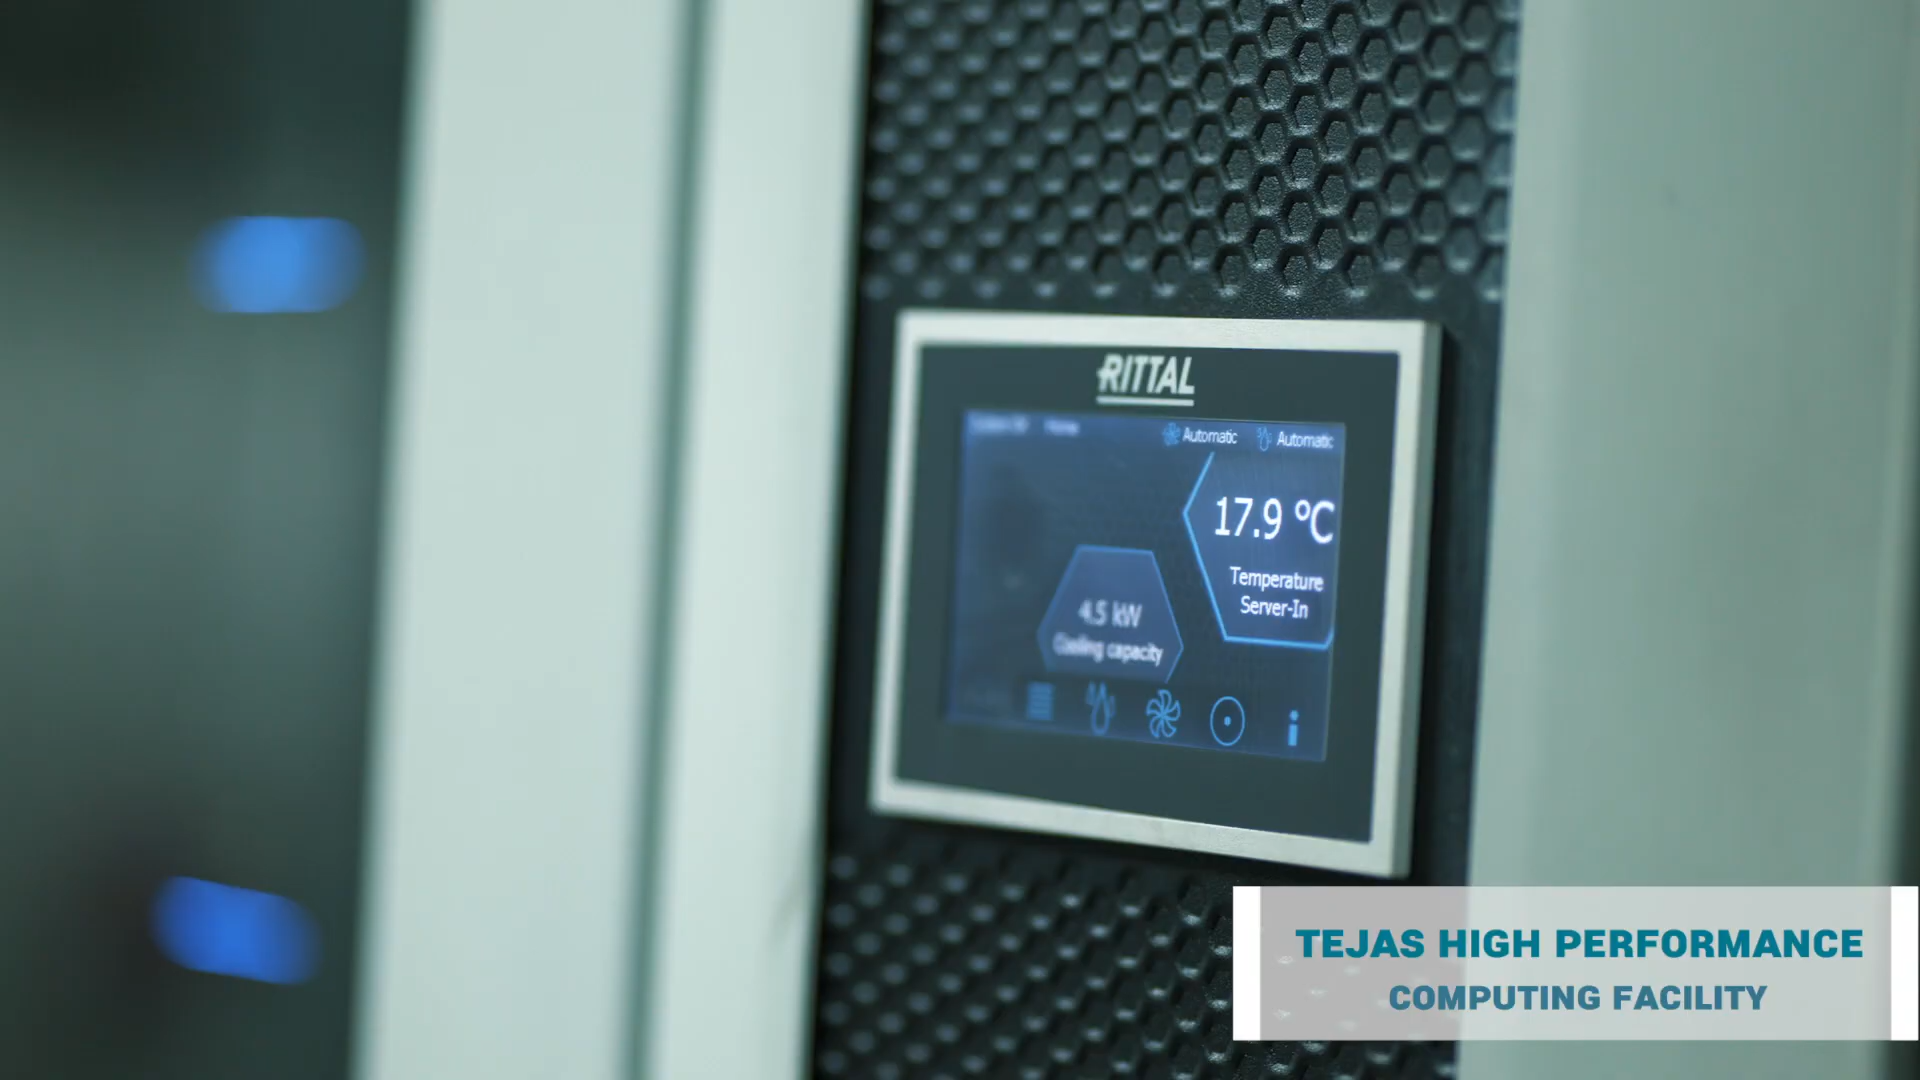 RITTAL
Automatic Automatic
17.9 °C
Temperature
Server-In
4.5 kW
Cooling capacity
TEJAS HIGH PERFORMANCE
COMPUTING FACILITY